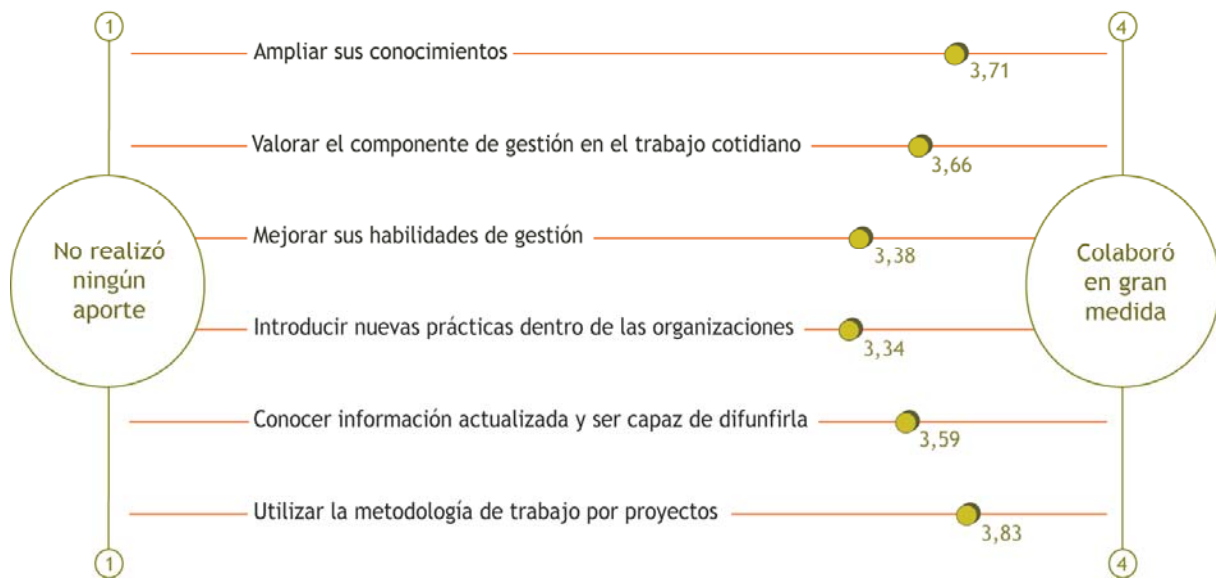 1
4
Ampliar sus conocimientos
3,71
Valorar el componente de gestión en el trabajo cotidiano
3,66
No realizó
ningún
aporte
Mejorar sus habilidades de gestión
3,38
Colaboró
en gran
medida
Introducir nuevas prácticas dentro de las organizaciones
3,34
Conocer información actualizada y ser capaz de difunfirla
3,59
Utilizar la metodología de trabajo por proyectos
3,83
1
4